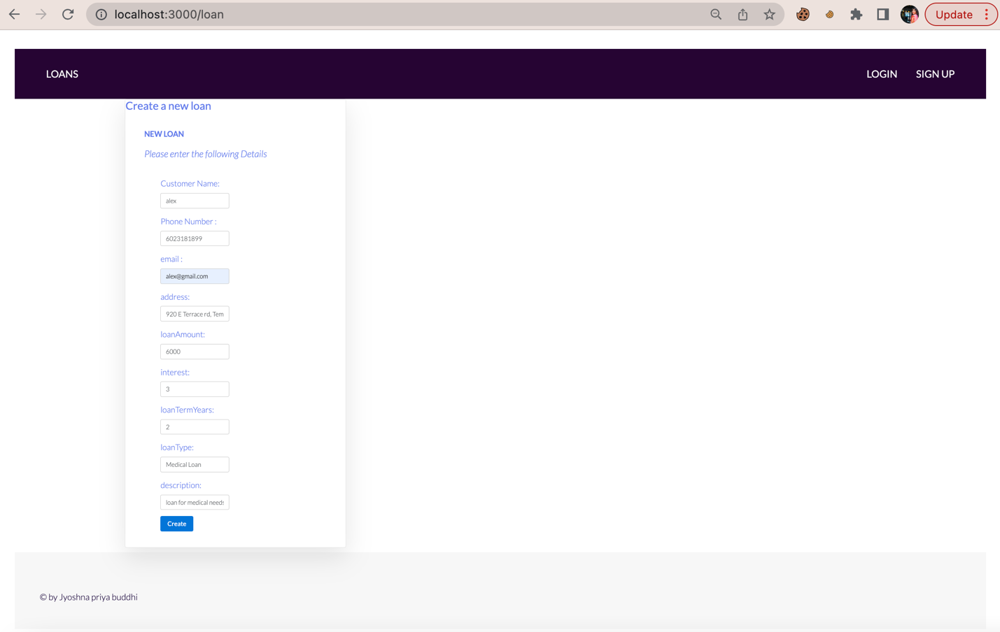 localhost:3000/loan
Update
LOANS
LOGIN
SIGN UP
Create a new loan
NEW LOAN
Please enter the following Details
Customer Name:
alex
Phone Number :
6023181899
email :
alex@gmail.com
address:
920 E Terrace rd, Tem
loanAmount:
6000
interest:
3
loanTermYears:
2
loanType:
Medical Loan
description:
loan for medical needs
Create
© by Jyoshna priya buddhi